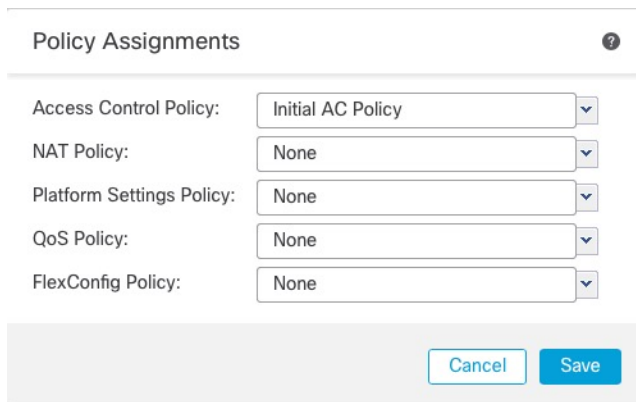 Policy Assignments ?
Access Control Policy: Initial AC Policy
NAT Policy: None
Platform Settings Policy: None
QoS Policy: None
FlexConfig Policy: None
Cancel Save